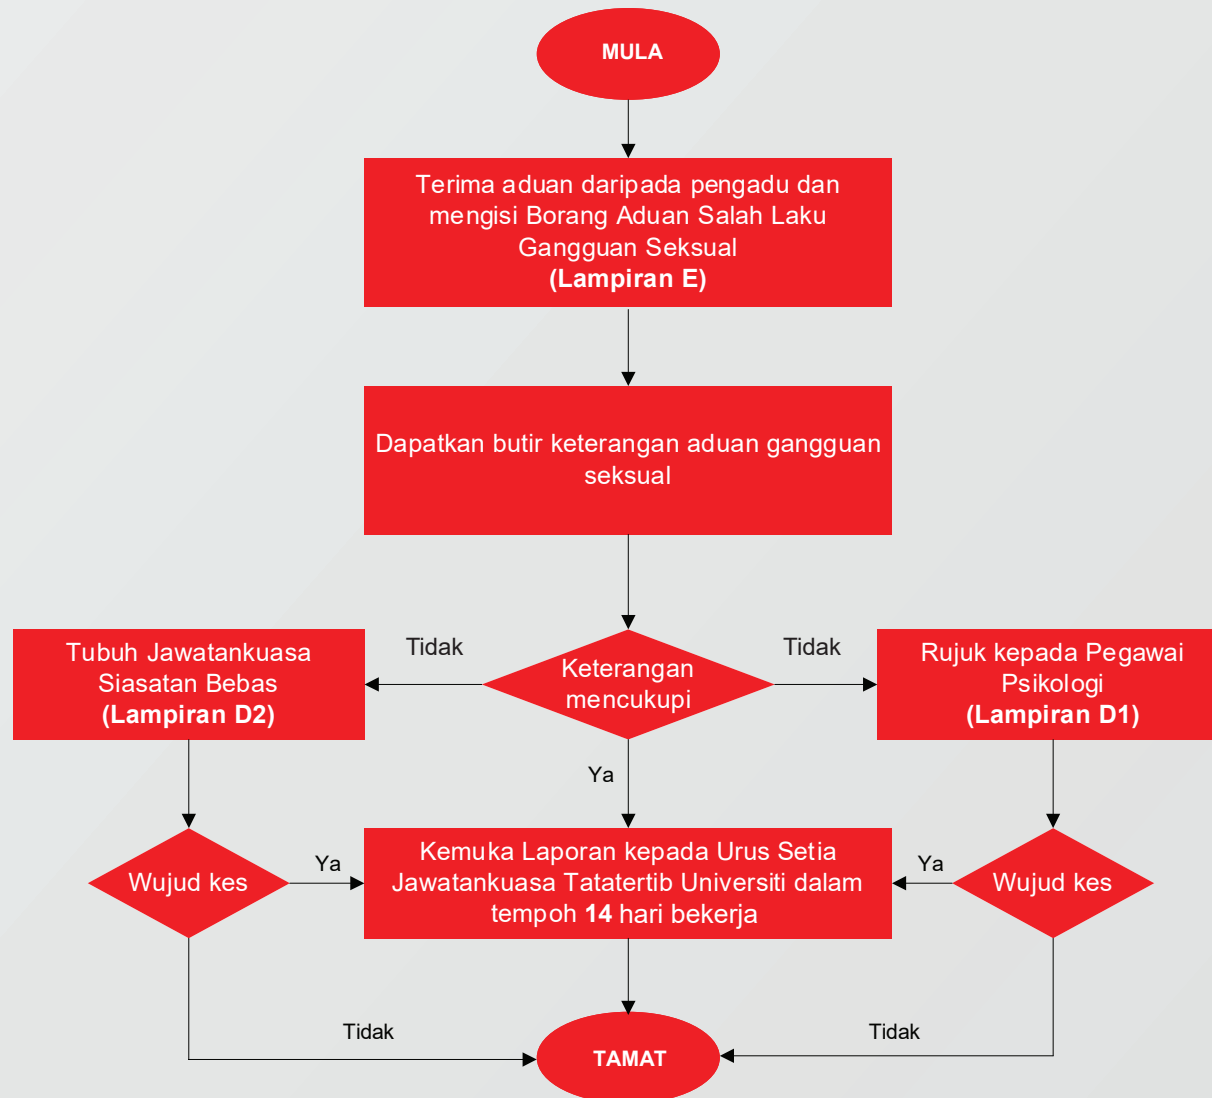 MULA
Terima aduan daripada pengadu dan
mengisi Borang Aduan Salah Laku
Gangguan Seksual
(Lampiran E)
Dapatkan butir keterangan aduan gangguan
seksual
Tubuh Jawatankuasa
Siasatan Bebas
(Lampiran D2)
Tidak
Keterangan
mencukupi
Tidak
Rujuk kepada Pegawai
Psikologi
(Lampiran D1)
Ya
Wujud kes
Ya
Kemuka Laporan kepada Urus Setia
Jawatankuasa Tatatertib Universiti dalam
tempoh 14 hari bekerja
Ya
Wujud kes
Tidak
TAMAT
Tidak